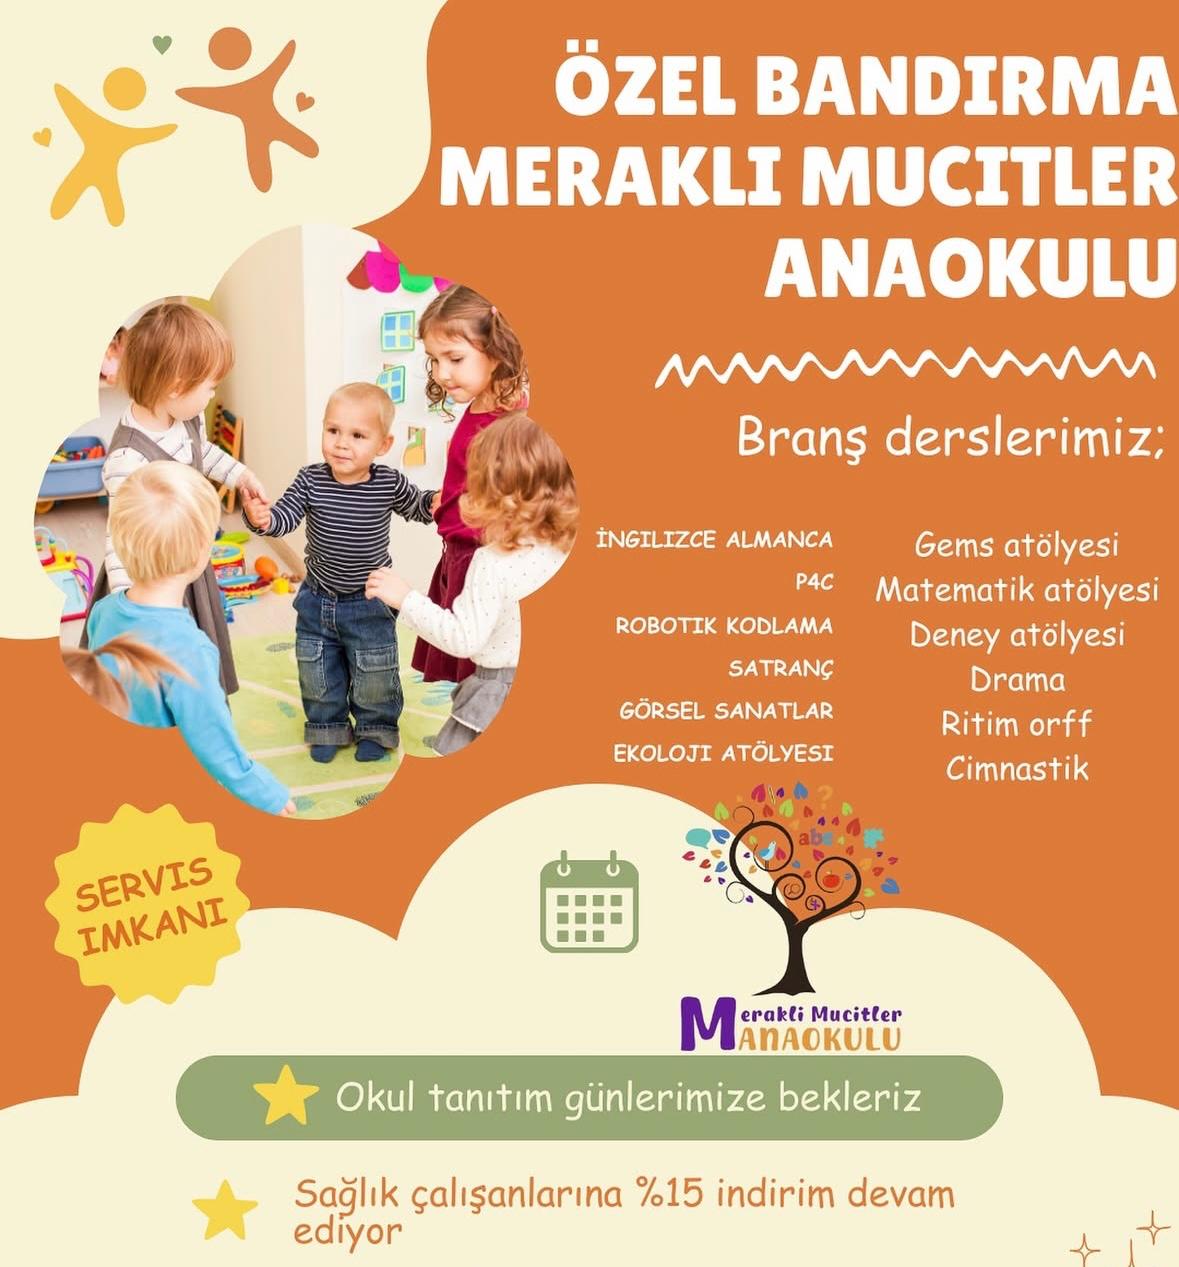 ÖZEL BANDIRMA
MERAKLI MUCITLER
ANAOKULU
Branş derslerimiz;
İNGILIZCE ALMANCA
P4C
ROBOTIK KODLAMA
SATRANÇ
GÖRSEL SANATLAR
EKOLOJI ATÖLYESI
Gems atölyesi
Matematik atölyesi
Deney atölyesi
Drama
Ritim orff
Cimnastik
SERVIS
IMKANI
?
abc
Merakli Mucitler
ANAOKULU
Okul tanıtım günlerimize bekleriz
Sağlık çalışanlarına %15 indirim devam
ediyor